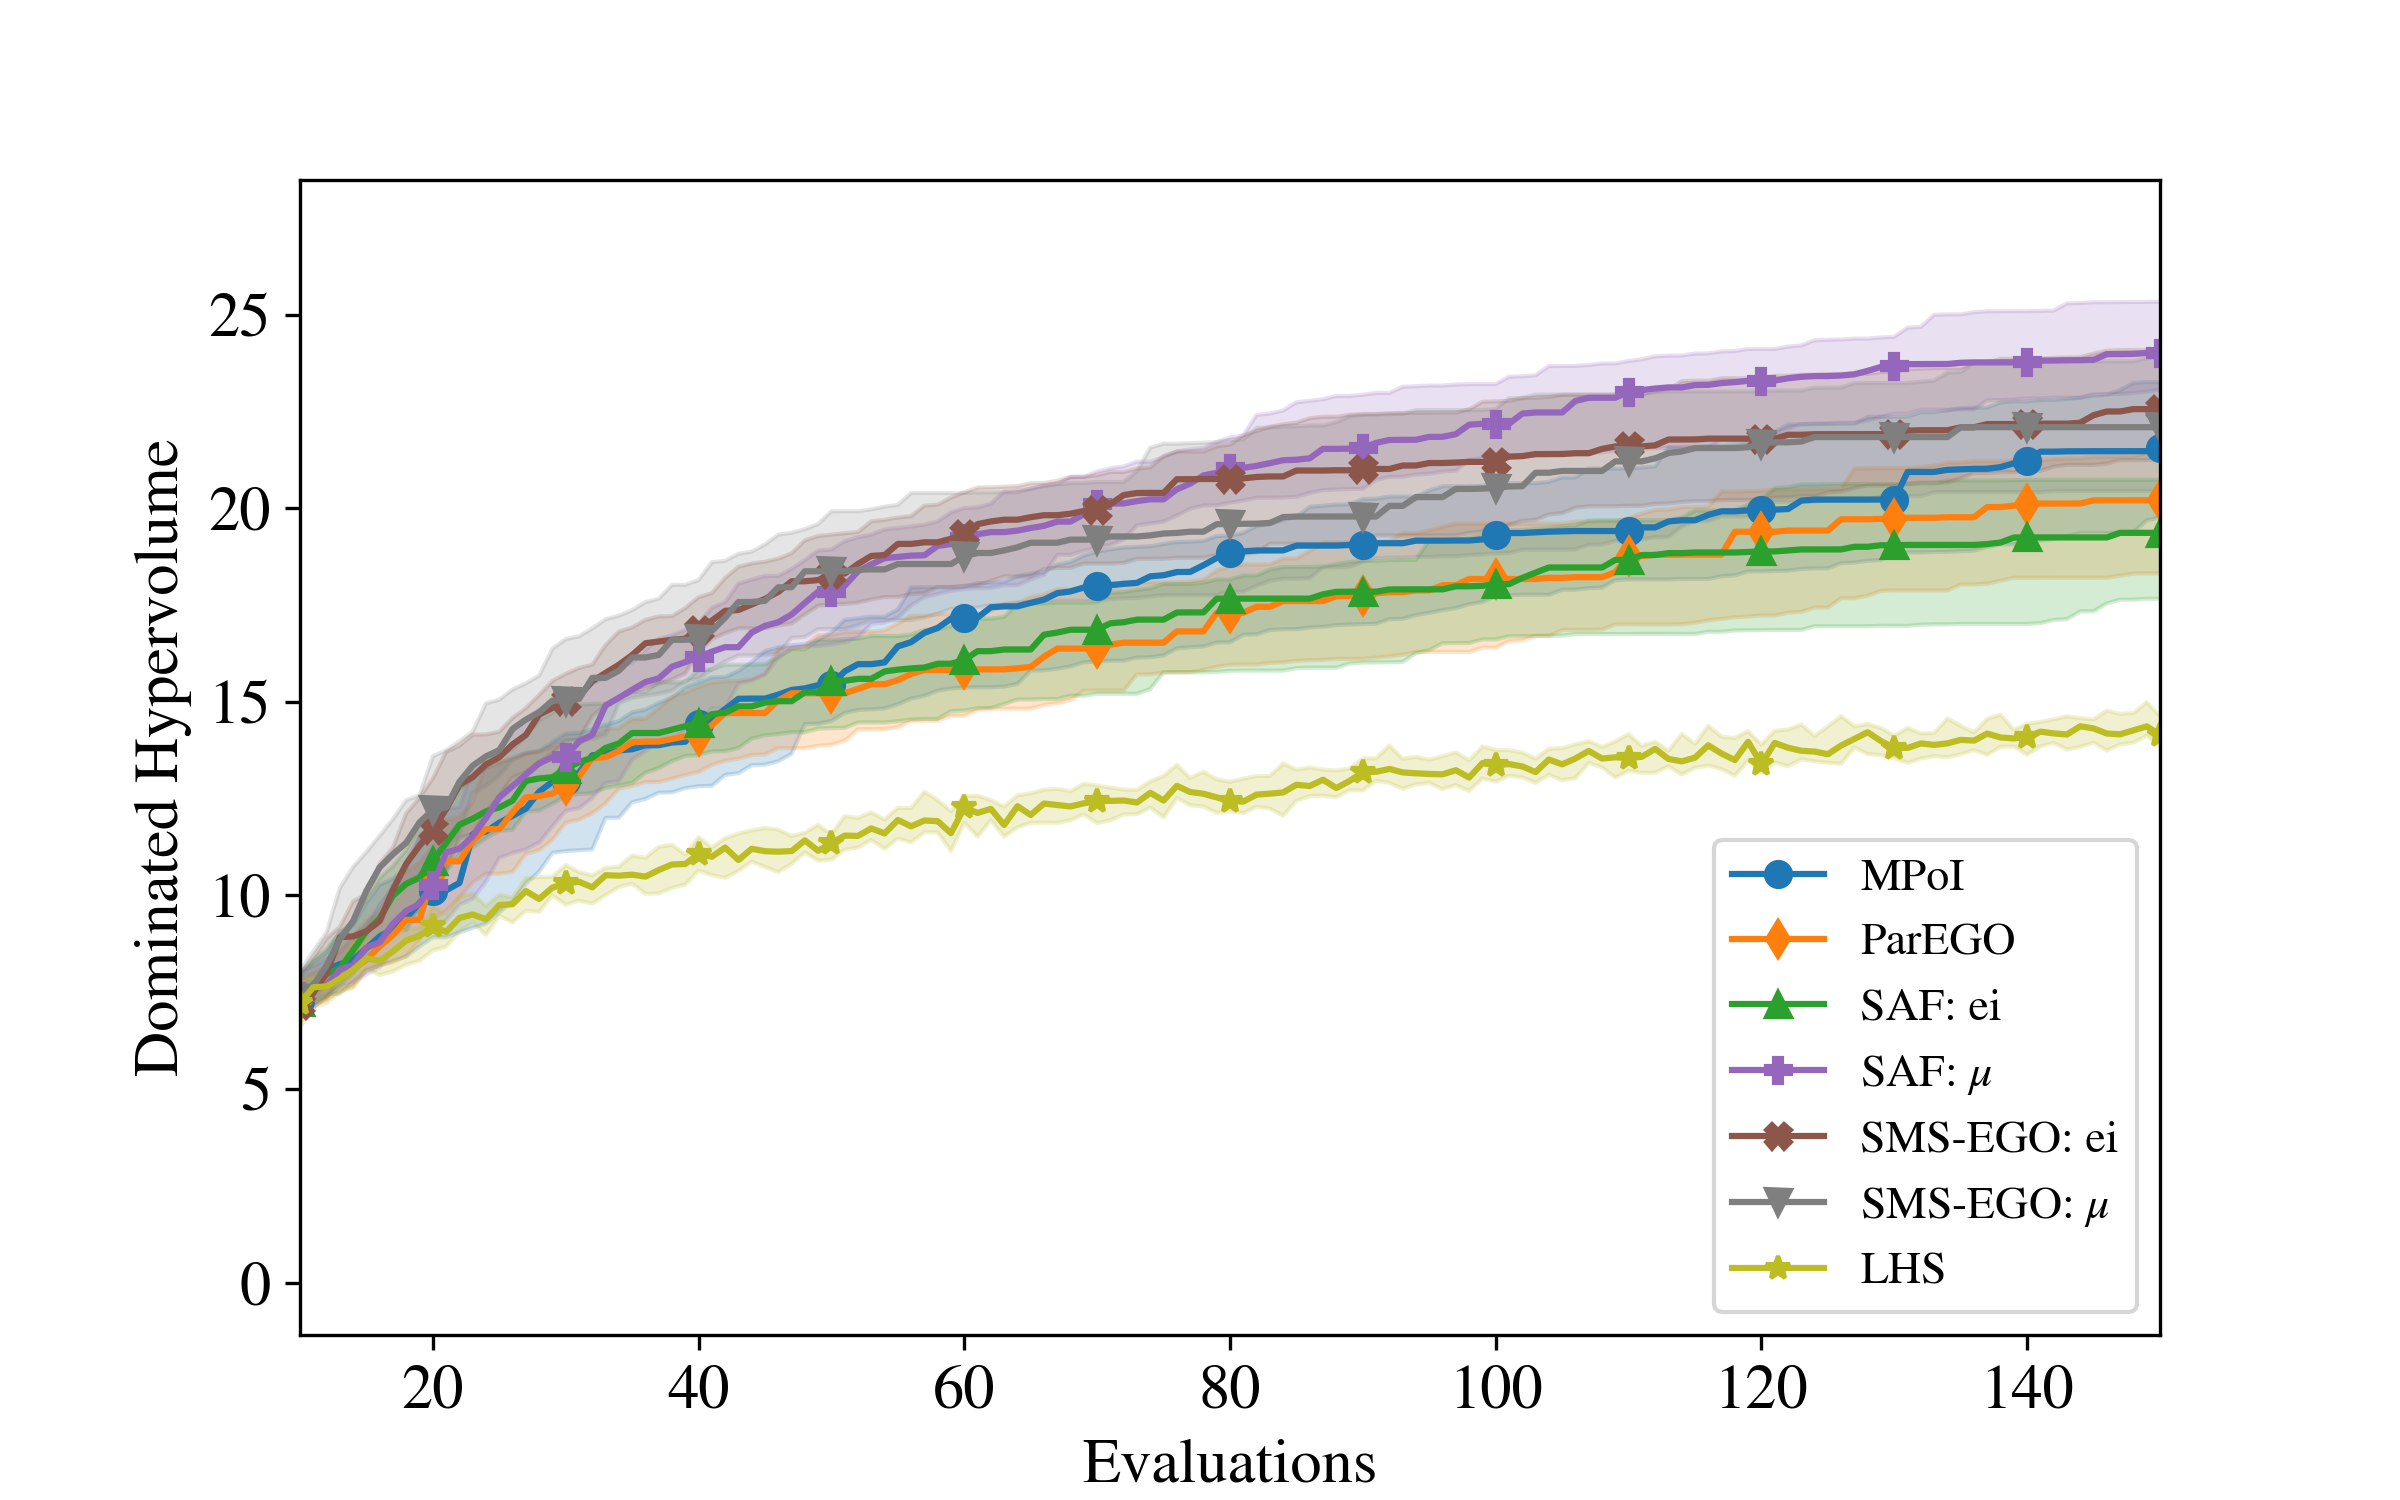 Dominated Hypervolume
25
20
15
10
5
0
20 40 60 80 100 120 140
Evaluations
MPoI
ParEGO
SAF: ei
SAF: μ
SMS-EGO: ei
SMS-EGO: μ
LHS